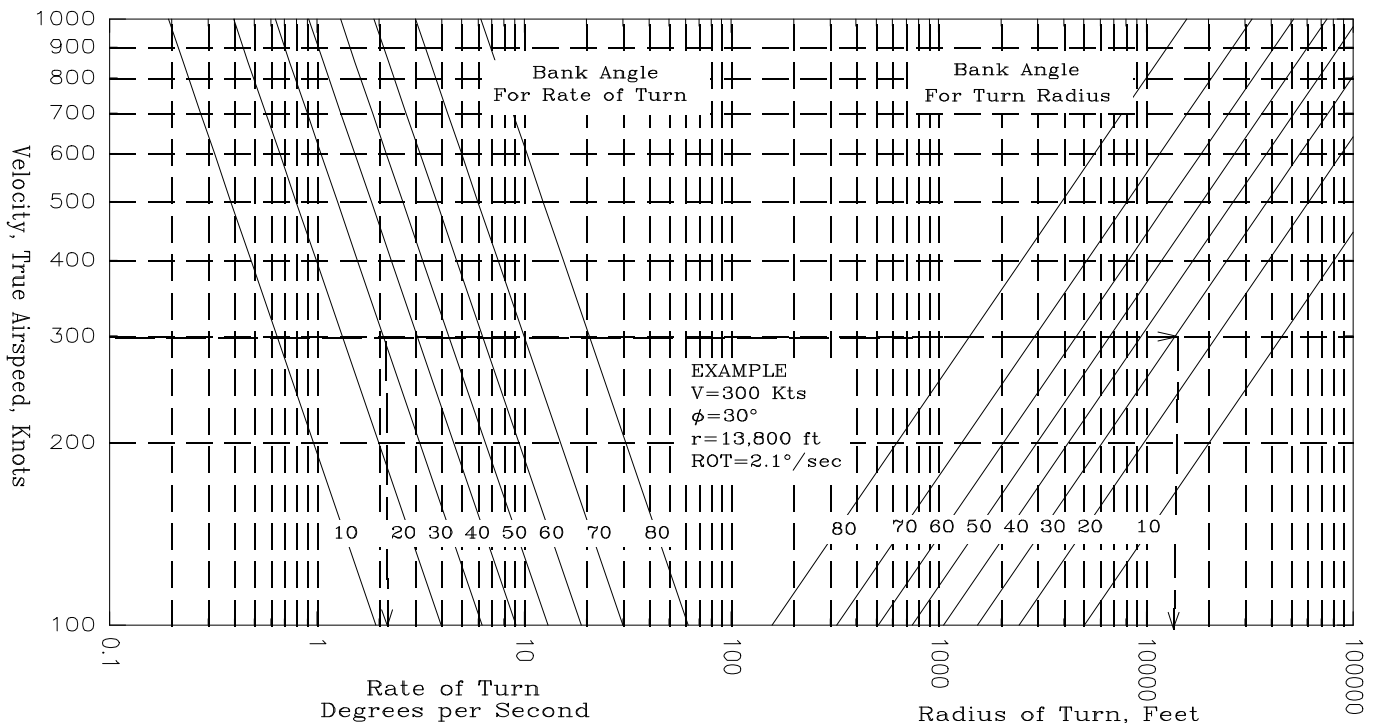 1000
900
800
700
600
500
400
300
200
100
Velocity, True Airspeed, Knots
Bank Angle
For Rate of Turn
Bank Angle
For Turn Radius
EXAMPLE
V=300 Kts
ϕ=30°
r=13,800 ft
ROT=2.1°/sec
10 20 30 40 50 60 70 80
80 70 60 50 40 30 20 10
0.1 1 10 100 1000 10000 100000
Rate of Turn
Degrees per Second
Radius of Turn, Feet